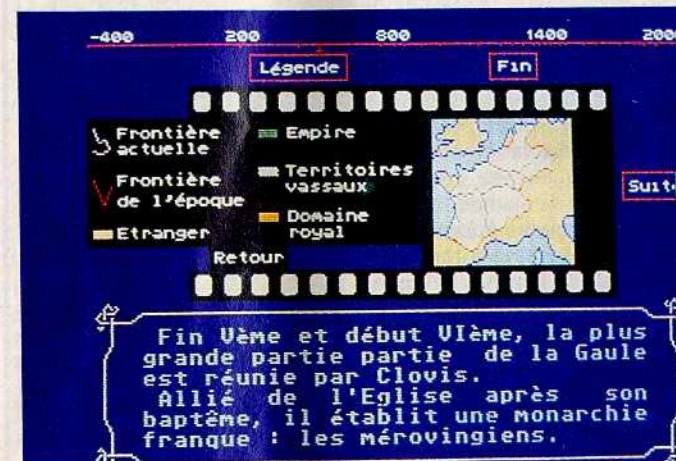 -400 200 800 1400 2000
Légende Fin
Frontière actuelle
Empire
Frontière de l'époque
Territoires vassaux
Etranger
Domaine royal
Suite
Retour
Fin Vème et début VIème, la plus
grande partie partie de la Gaule
est réunie par Clovis.
Allié de l'Eglise après son
baptême, il établit une monarchie
franque : les mérovingiens.